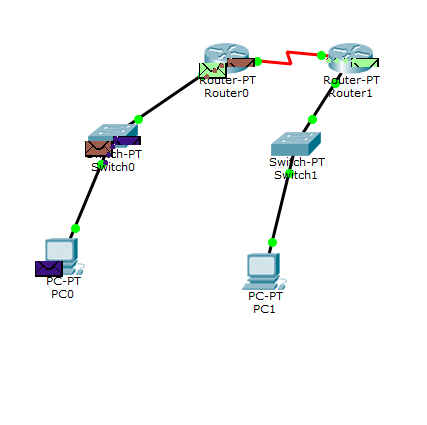 Router-PT
Router0
Router-PT
Router1
Switch-PT
Switch0
Switch-PT
Switch1
PC-PT
PC0
PC-PT
PC1